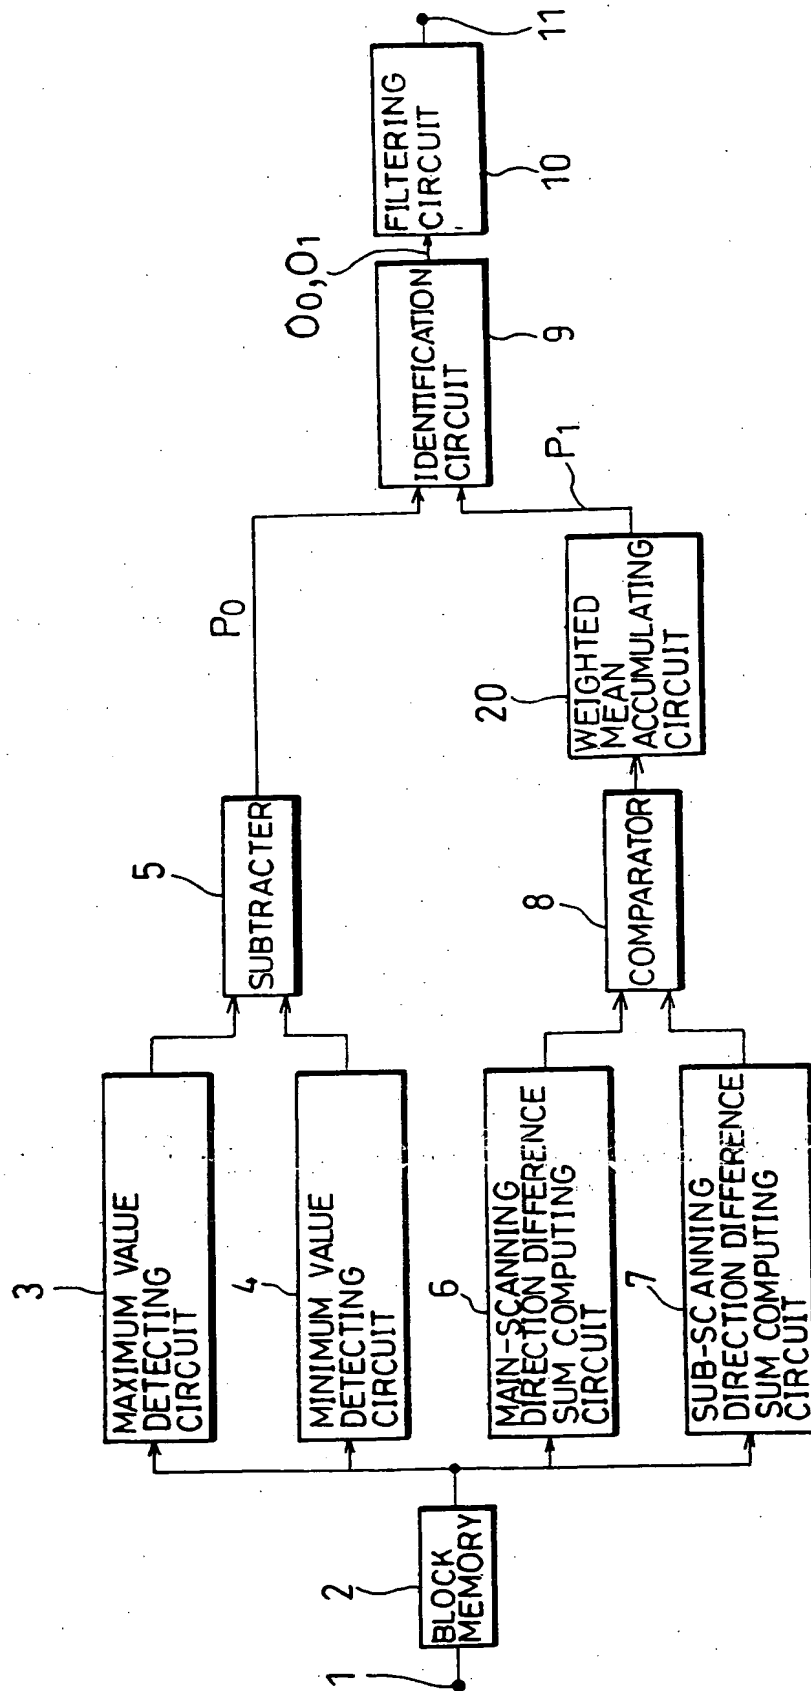 1
2
BLOCK
MEMORY
3
MAXIMUM VALUE
DETECTING
CIRCUIT
4
MINIMUM VALUE
DETECTING
CIRCUIT
6
MAIN-SCANNING
DIRECTION DIFFERENCE
SUM COMPUTING
CIRCUIT
7
SUB-SCANNING
DIRECTION DIFFERENCE
SUM COMPUTING
CIRCUIT
5
SUBTRACTER
8
COMPARATOR
P0
20
WEIGHTED
MEAN
ACCUMULATING
CIRCUIT
P1
IDENTIFICATION
CIRCUIT
9
O0,O1
FILTERING
CIRCUIT
10
11